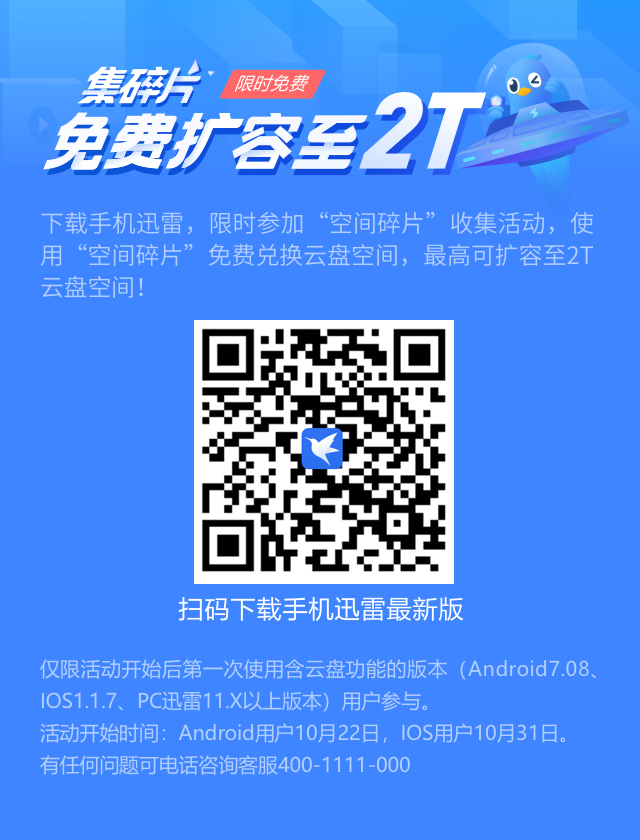 集碎片
限时免费
免费扩容至2T
下载手机迅雷，限时参加“空间碎片”收集活动，使
用“空间碎片”免费兑换云盘空间，最高可扩容至2T
云盘空间！
扫码下载手机迅雷最新版
仅限活动开始后第一次使用含云盘功能的版本（Android7.08、
IOS1.1.7、PC迅雷11.X以上版本）用户参与。
活动开始时间：Android用户10月22日，IOS用户10月31日。
有任何问题可电话咨询客服400-1111-000